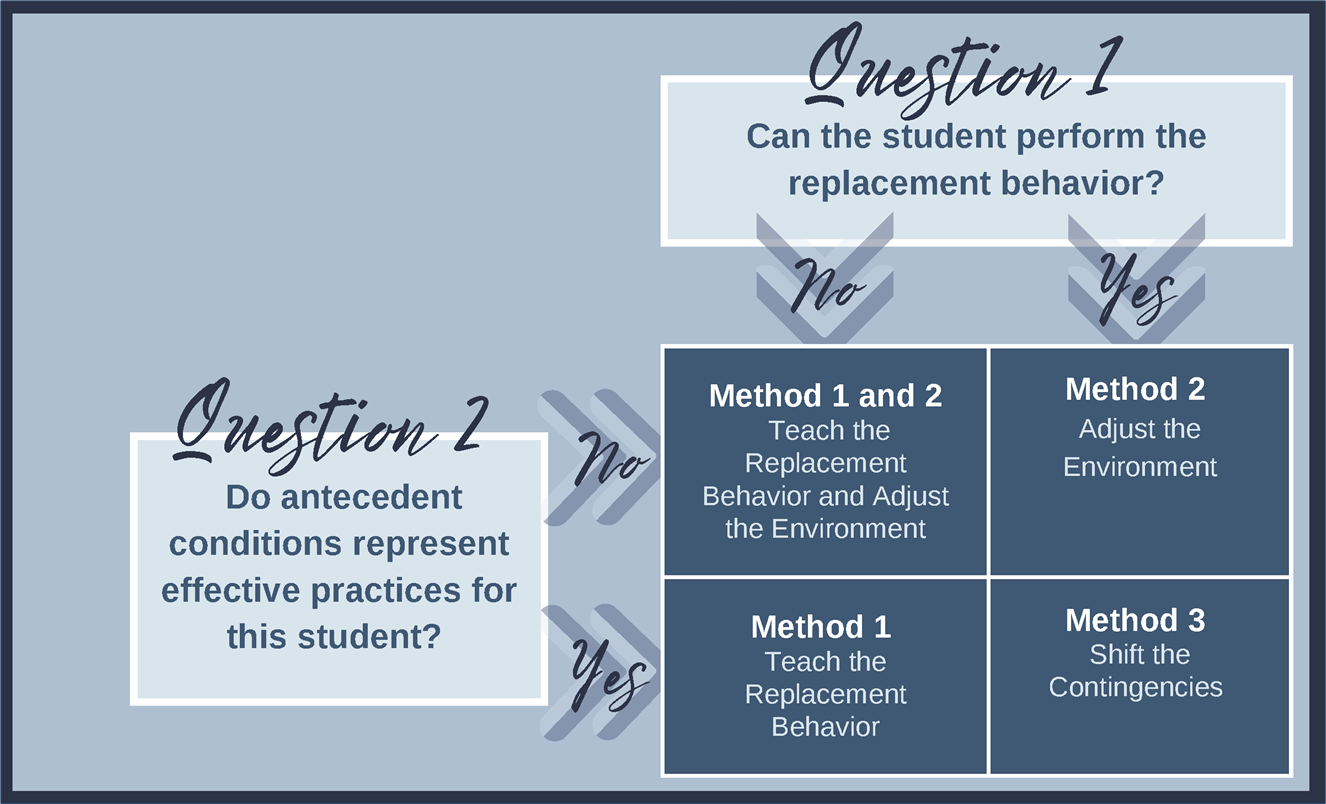 Question 1
Can the student perform the
replacement behavior?
No
Yes
Question 2
Do antecedent
conditions represent
effective practices for
this student?
No
Yes
Method 1 and 2
Teach the
Replacement
Behavior and Adjust
the Environment
Method 2
Adjust the
Environment
Method 1
Teach the
Replacement
Behavior
Method 3
Shift the
Contingencies